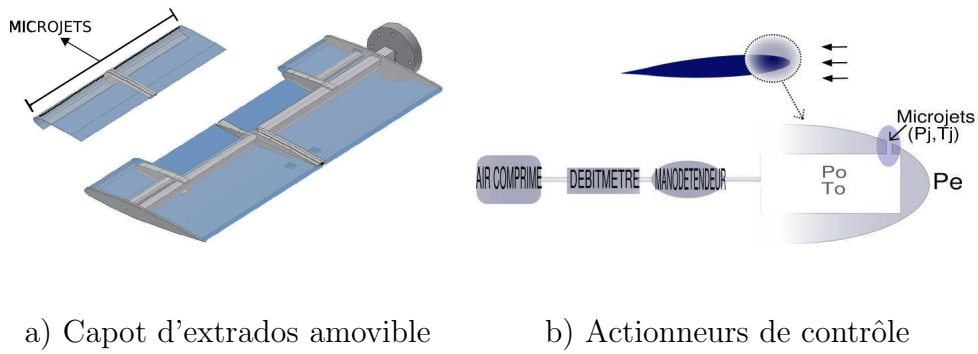 MICROJETS
Microjets
(Pj,Tj)
AIR COMPRIME
DEBITMETRE
MANODETENDEUR
Po
To
Pe
a) Capot d'extrados amovible
b) Actionneurs de contrôle